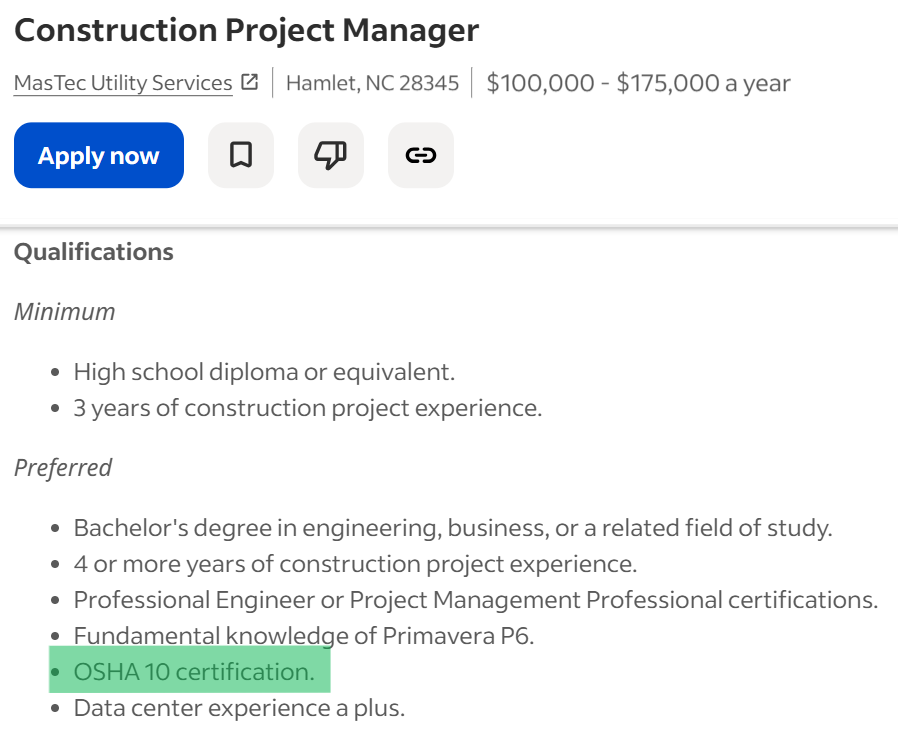 Construction Project Manager
MasTec Utility Services Hamlet, NC 28345 $100,000 - $175,000 a year
Apply now
Qualifications
Minimum
• High school diploma or equivalent.
• 3 years of construction project experience.
Preferred
• Bachelor's degree in engineering, business, or a related field of study.
• 4 or more years of construction project experience.
• Professional Engineer or Project Management Professional certifications.
• Fundamental knowledge of Primavera P6.
• OSHA 10 certification.
• Data center experience a plus.